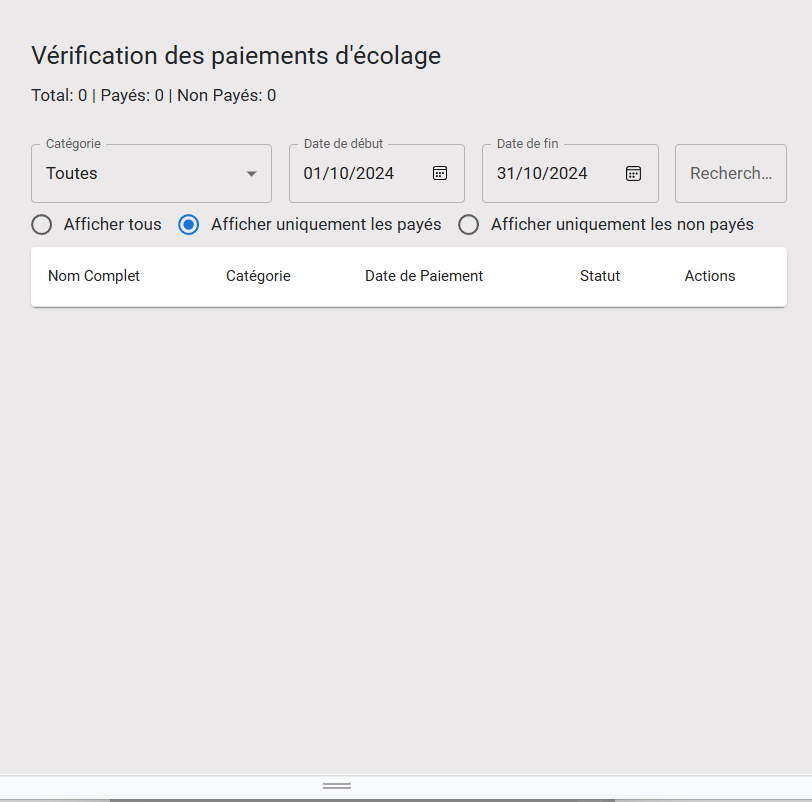 Vérification des paiements d'écolage
Total: 0 | Payés: 0 | Non Payés: 0
Catégorie Date de début Date de fin
Toutes 01/10/2024 31/10/2024 Recherch...
Afficher tous Afficher uniquement les payés Afficher uniquement les non payés
Nom Complet Catégorie Date de Paiement Statut Actions